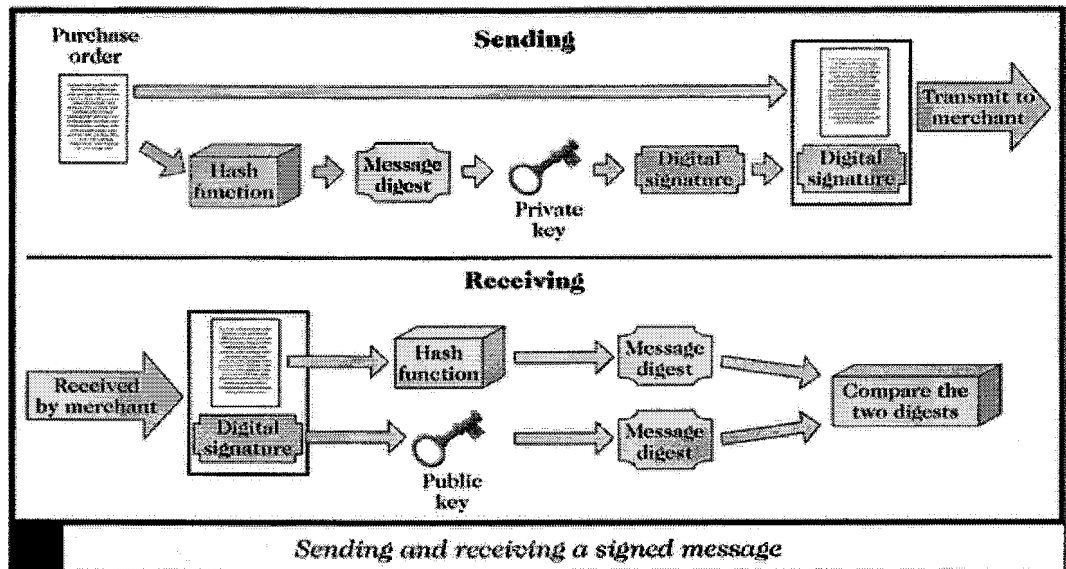 Sending
Purchase
order
Transmit to
merchant
Hash
function
Message
digest
Private
key
Digital
signature
Digital
signature
Receiving
Received
by merchant
Digital
signature
Hash
function
Public
key
Message
digest
Message
digest
Compare the
two digests
Sending and receiving a signed message